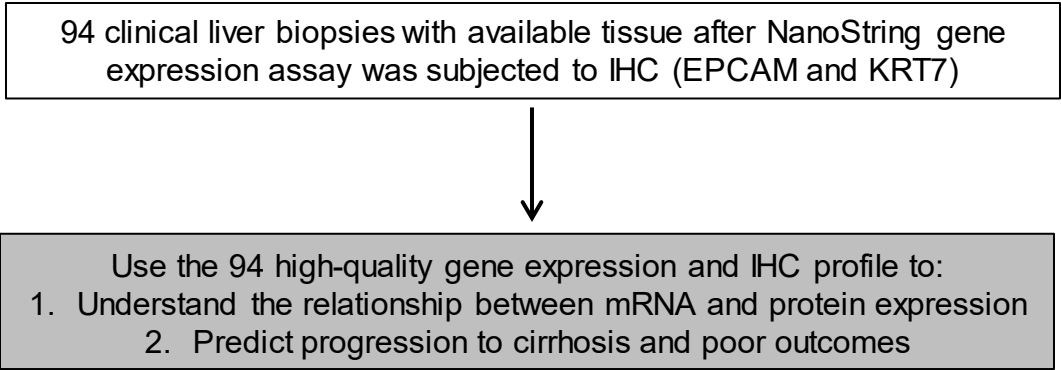 94 clinical liver biopsies with available tissue after NanoString gene
expression assay was subjected to IHC (EPCAM and KRT7)
Use the 94 high-quality gene expression and IHC profile to:
1. Understand the relationship between mRNA and protein expression
2. Predict progression to cirrhosis and poor outcomes